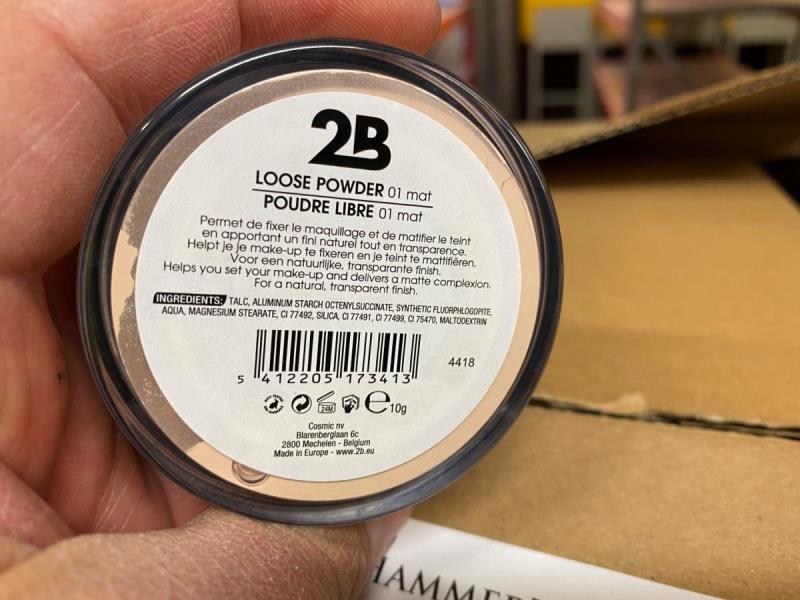 2B
LOOSE POWDER 01 mat
POUDRE LIBRE 01 mat
Permet de fixer le maquillage et de matifier le teint
en apportant un fini naturel tout en transparence.
Helpt je je make-up te fixeren en je teint te mattifiëren.
Voor een natuurlijke, transparante finish.
Helps you set your make-up and delivers a matte complexion.
For a natural, transparent finish.
INGREDIENTS: TALC, ALUMINUM STARCH OCTENYLSUCCINATE, SYNTHETIC FLUORPHLOGOPITE,
AQUA, MAGNESIUM STEARATE, CI 77492, SILICA, CI 77491, CI 77499, CI 75470, MALTODEXTRIN
4418
5 412205 173413
24M
e 10g
Cosmic nv
Blarenberglaan 6c
2800 Mechelen - Belgium
Made in Europe - www.2b.eu